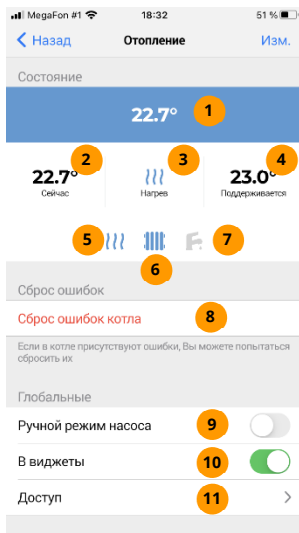 MegaFon #1 18:32 51 %
Назад Отопление Изм.
Состояние
22.7° 1
2 3 4
22.7° 23.0°
Сейчас Нагрев Поддерживается
5 7
6
Сброс ошибок
Сброс ошибок котла 8
Если в котле присутствуют ошибки, Вы можете попытаться
сбросить их
Глобальные
Ручной режим насоса 9
В виджеты 10
Доступ 11